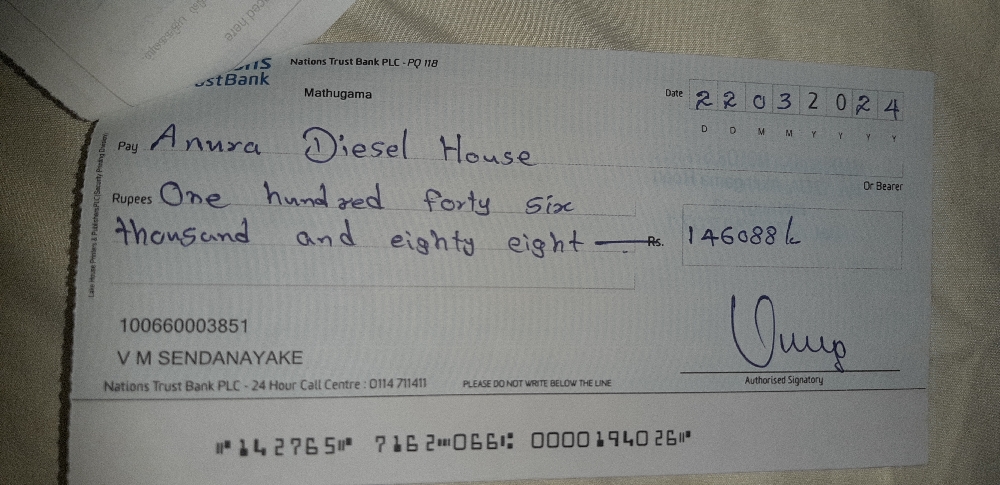 Nations Trust Bank PLC - PQ 118
Mathugama
Date 22032024
D D M M Y Y Y Y
Pay Anura Diesel House
Or Bearer
Rupees One hundred forty six
thousand and eighty eight
Rs. 146088
100660003851
V M SENDANAYAKE
Nations Trust Bank PLC - 24 Hour Call Centre : 0114 711411
PLEASE DO NOT WRITE BELOW THE LINE
Authorised Signatory
⑈142765⑈ 7162⑉066⑆ 0000194026⑈